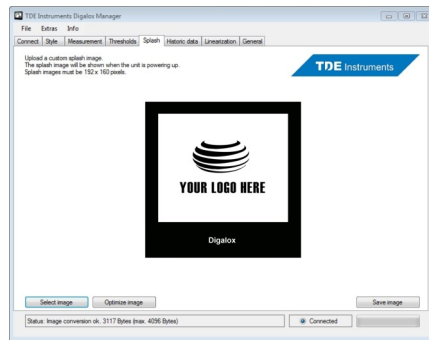 TDE Instruments Digalox Manager
File Extras Info
Connect Style Measurement Thresholds Splash Historic data Linearization General
Upload a custom splash image.
The splash image will be shown when the unit is powering up.
Splash images must be 192 x 160 pixels.
TDE Instruments
YOUR LOGO HERE
Digalox
Select image Optimize image Save image
Status: Image conversion ok. 3117 Bytes (max. 4096 Bytes) Connected